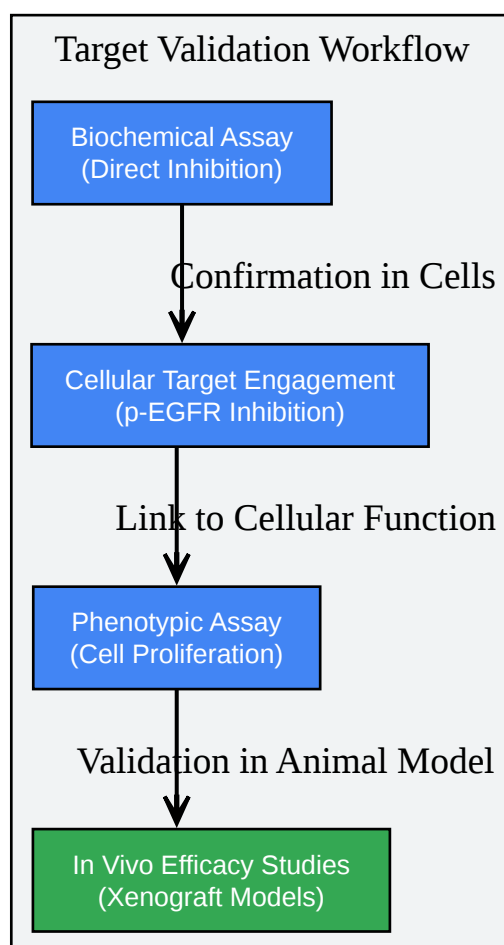 Target Validation Workflow
Biochemical Assay
(Direct Inhibition)
Confirmation in Cells
Cellular Target Engagement
(p-EGFR Inhibition)
Link to Cellular Function
Phenotypic Assay
(Cell Proliferation)
Validation in Animal Model
In Vivo Efficacy Studies
(Xenograft Models)